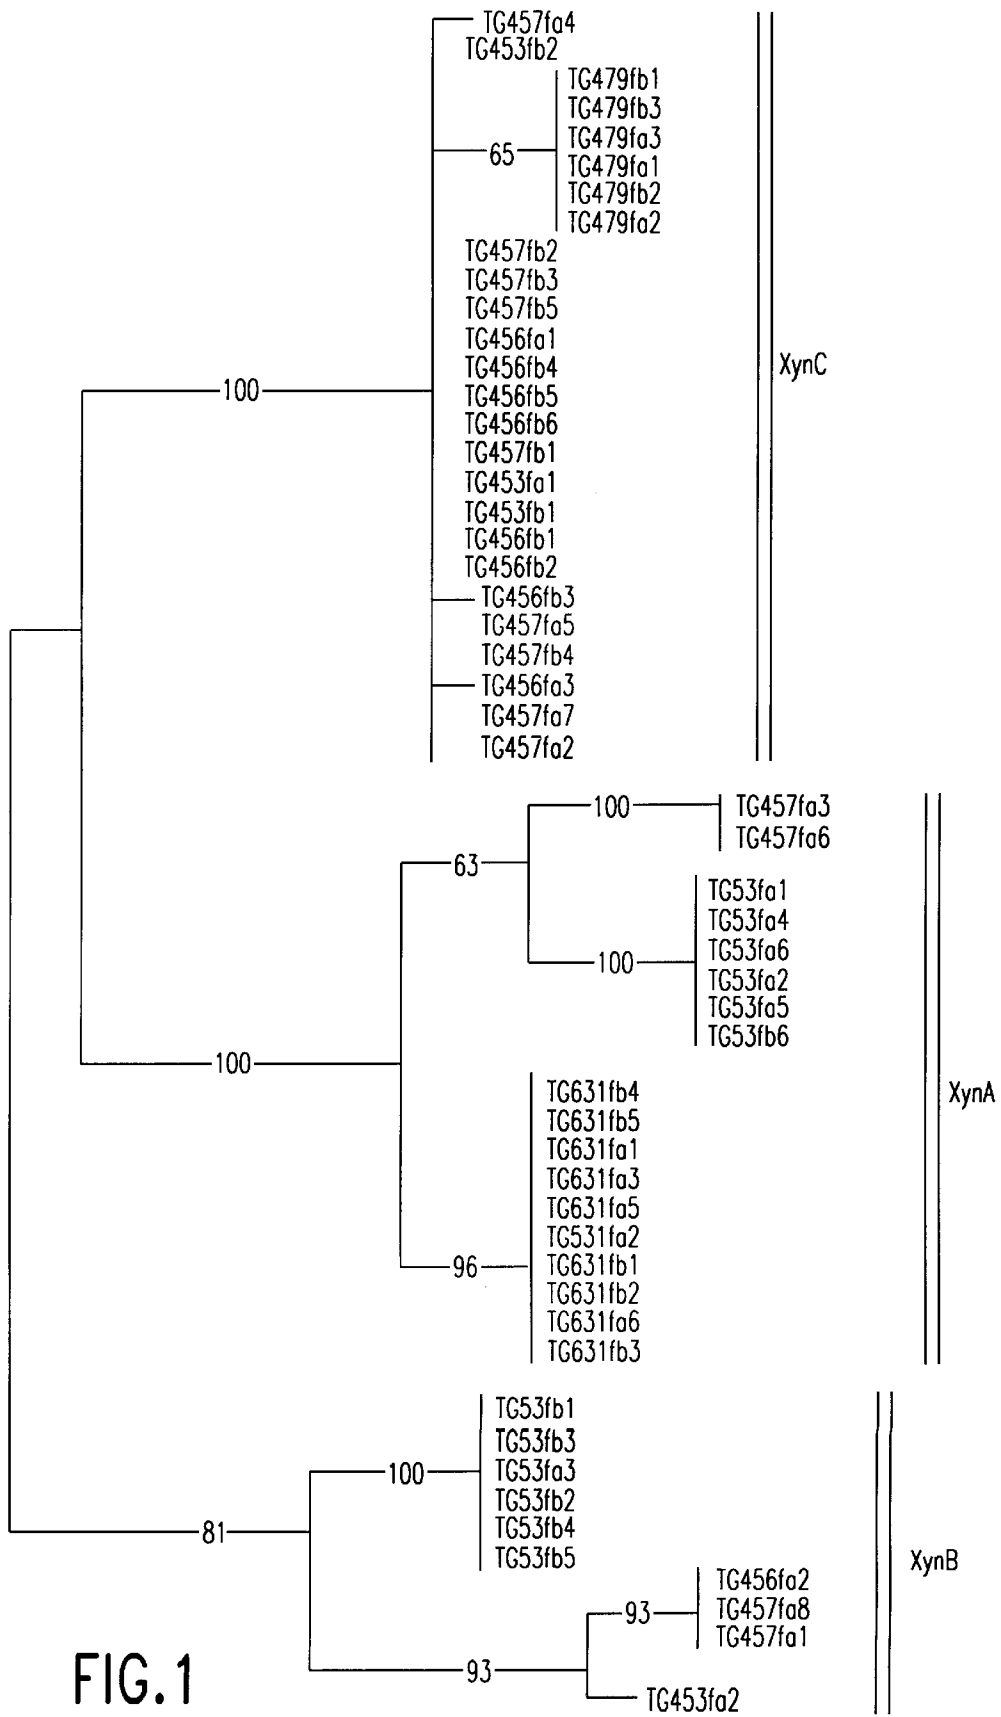 TG457fa4
TG453fb2
TG479fb1
TG479fb3
TG479fa3
65
TG479fa1
TG479fb2
TG479fa2
TG457fb2
TG457fb3
TG457fb5
TG456fa1
TG456fb4
XynC
100
TG456fb5
TG456fb6
TG457fb1
TG453fa1
TG453fb1
TG456fb1
TG456fb2
TG456fb3
TG457fa5
TG457fb4
TG456fa3
TG457fa7
TG457fa2
100
TG457fa3
TG457fa6
63
TG53fa1
TG53fa4
TG53fa6
100
TG53fa2
TG53fa5
TG53fb6
100
TG631fb4
XynA
TG631fb5
TG631fa1
TG631fa3
TG631fa5
TG531fa2
96
TG631fb1
TG631fb2
TG631fa6
TG631fb3
TG53fb1
TG53fb3
100
TG53fa3
TG53fb2
TG53fb4
81
TG53fb5
XynB
TG456fa2
93
TG457fa8
TG457fa1
93
TG453fa2
FIG.1